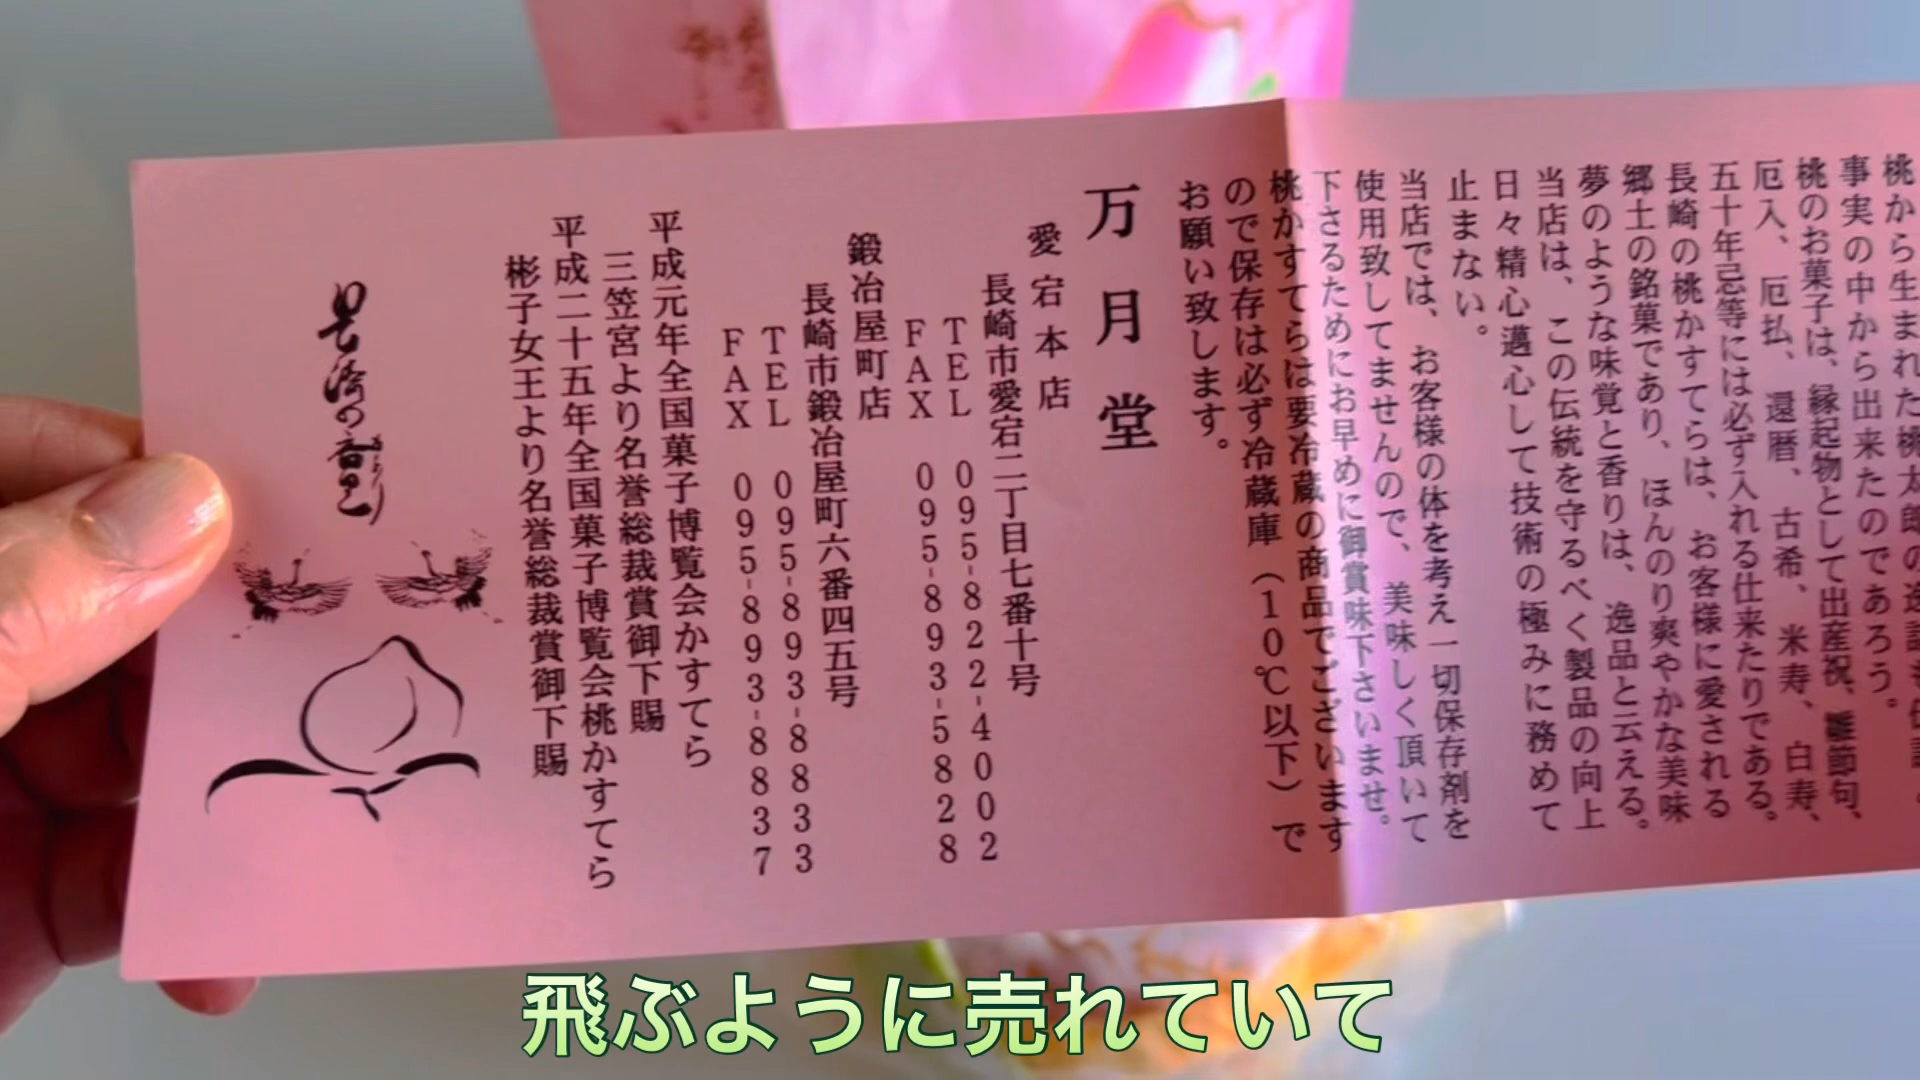 桃から生まれた桃太郎の逸話も伝説
事実の中から出来たのであろう。
桃のお菓子は、縁起物として出産祝、雛節句、
厄入、厄払、還暦、古希、米寿、白寿、
五十年忌等には必ず入れる仕来たりである。
長崎の桃かすてらは、お客様に愛される
郷土の銘菓であり、ほんのり爽やかな美味
夢のような味覚と香りは、逸品と云える。
当店は、この伝統を守るべく製品の向上
日々精心邁心して技術の極みに務めて
止まない。
当店では、お客様の体を考え一切保存剤を
使用致してませんので、美味しく頂いて
下さるためにお早めに御賞味下さいませ。
桃かすてらは要冷蔵の商品でございます
ので保存は必ず冷蔵庫(10℃以下)で
お願い致します。
万月堂
愛宕本店
長崎市愛宕二丁目七番十号
TEL 095-822-4002
FAX 095-893-5828
鍛冶屋町店
長崎市鍛冶屋町六番四五号
TEL 095-893-8833
FAX 095-893-8837
平成元年全国菓子博覧会かすてら
三笠宮より名誉総裁賞御下賜
平成二十五年全国菓子博覧会桃かすてら
彬子女王より名誉総裁賞御下賜
飛ぶように売れていて